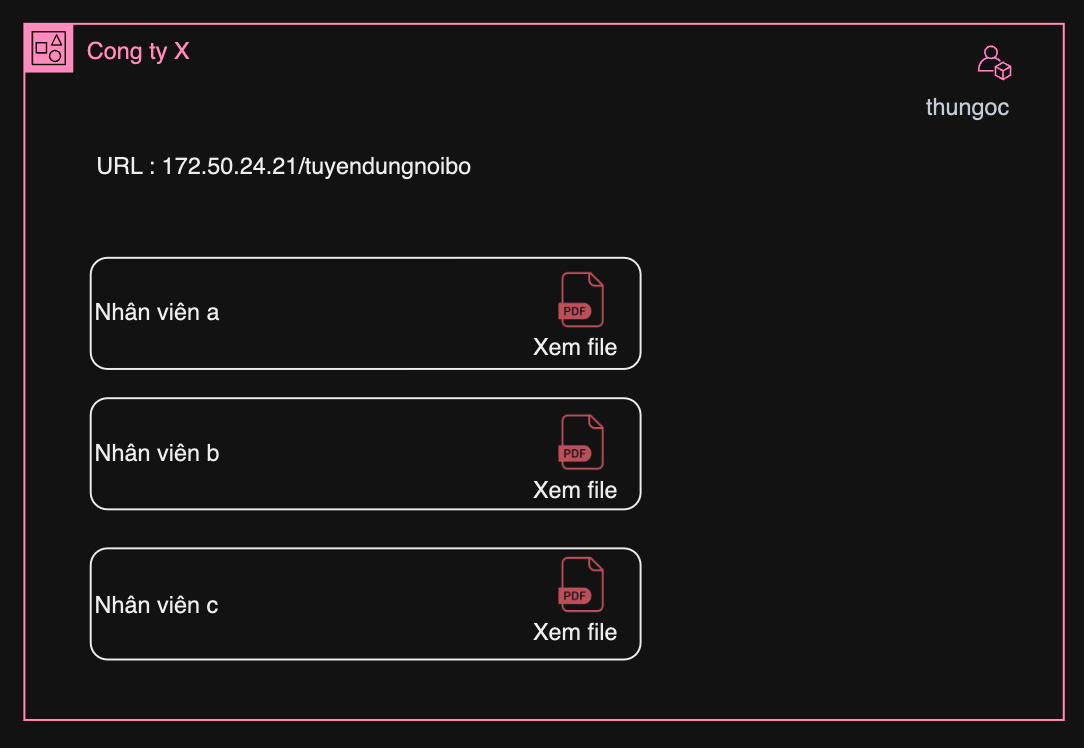 Cong ty X
thungoc
URL : 172.50.24.21/tuyendungnoibo
Nhân viên a
PDF
Xem file
Nhân viên b
PDF
Xem file
Nhân viên c
PDF
Xem file